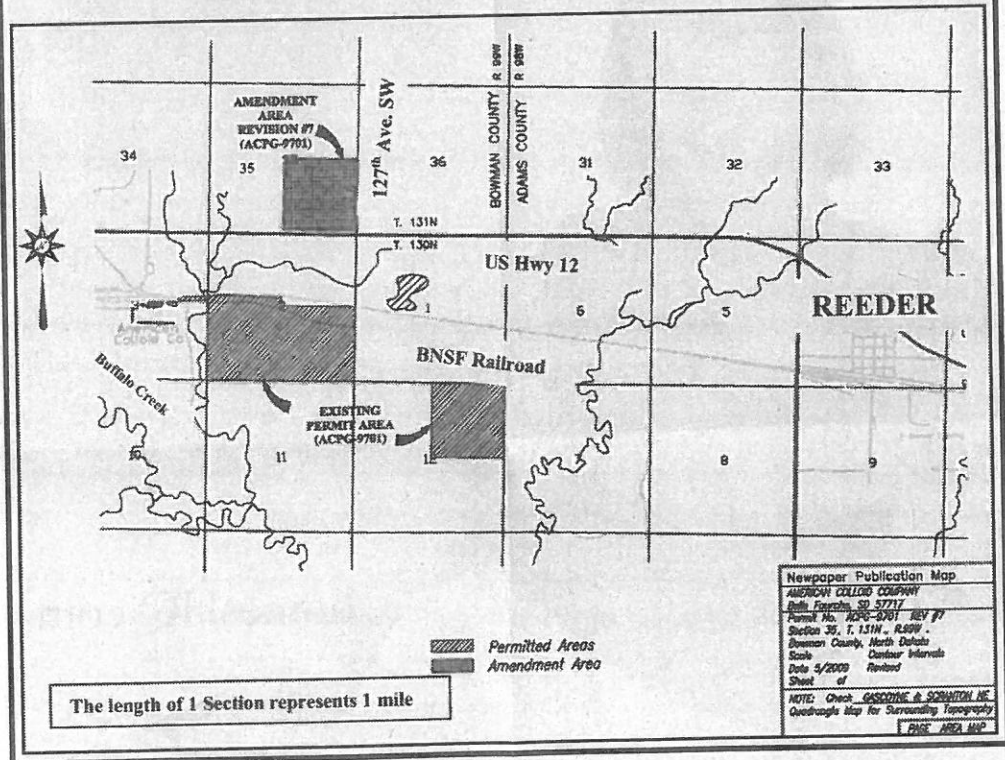 AMENDMENT
AREA
REVISION #7
(ACPG-9701)
127th Ave. SW
BOWMAN COUNTY R 99W
ADAMS COUNTY R 98W
34
35
36
31
32
33
T. 131N
T. 130N
US Hwy 12
1
6
5
REEDER
BNSF Railroad
Buffalo Creek
EXISTING
PERMIT AREA
(ACPG-9701)
10
11
7
8
9
Permitted Areas
Amendment Area
The length of 1 Section represents 1 mile
Newpaper Publication Map
AMERICAN COLLOID COMPANY
Belle Fourche, SD 57717
Permit No. ACPG-9701 REV #7
Section 35, T. 131N., R.99W.
Bowman County, North Dakota
Scale Contour Intervals
Date 5/2009 Revised
Sheet of
NOTE: Check GASCOYNE & SCRANTON NE
Quadrangle Map for Surrounding Topography
PAGE AREA MAP